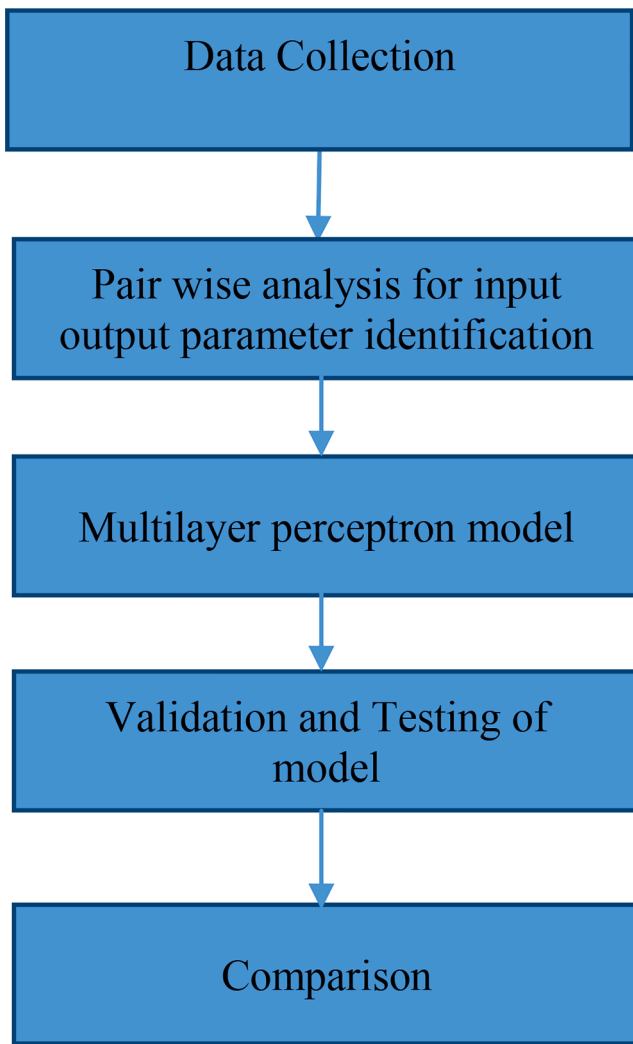 Data Collection
Pair wise analysis for input
output parameter identification
Multilayer perceptron model
Validation and Testing of
model
Comparison